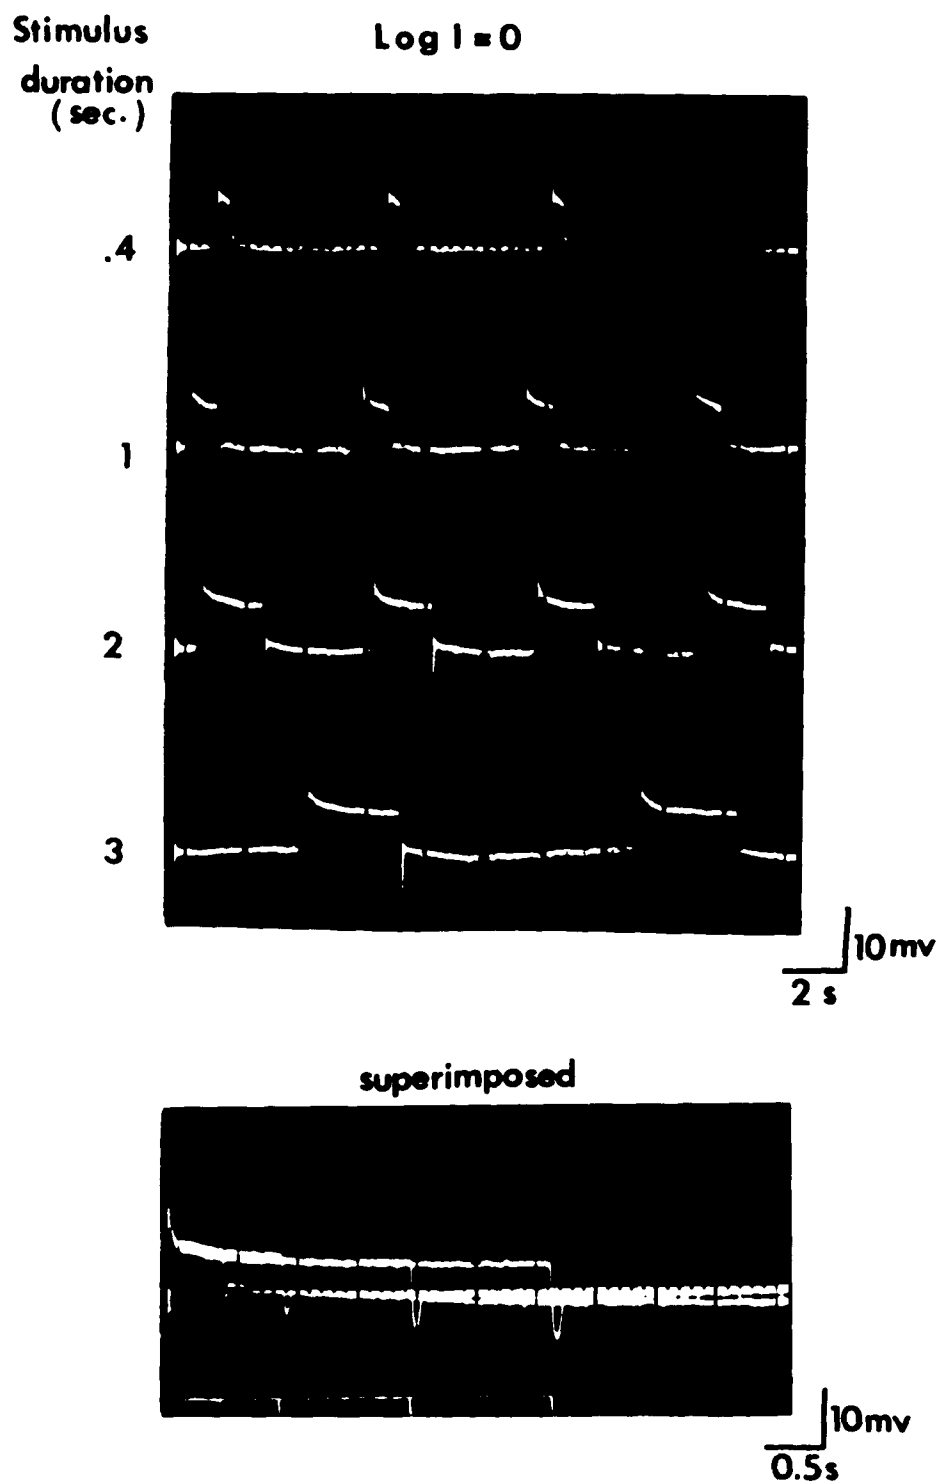 Stimulus
duration
(sec.)
Log I = 0
.4
1
2
3
10mv
2 s
superimposed
10mv
0.5s